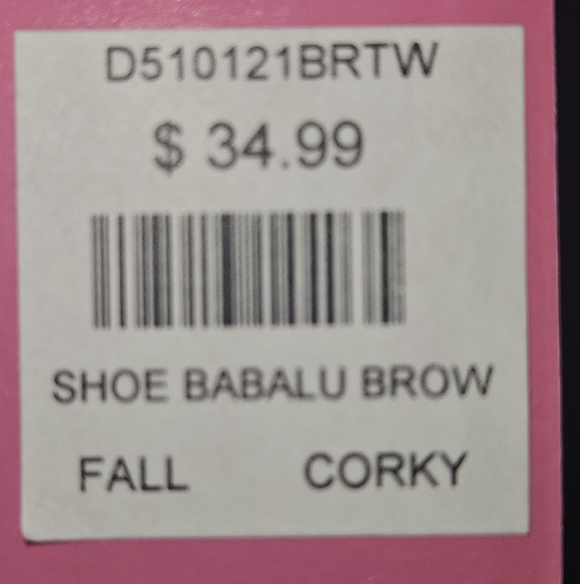 D510121BRTW
$ 34.99
SHOE BABALU BROW
FALL CORKY